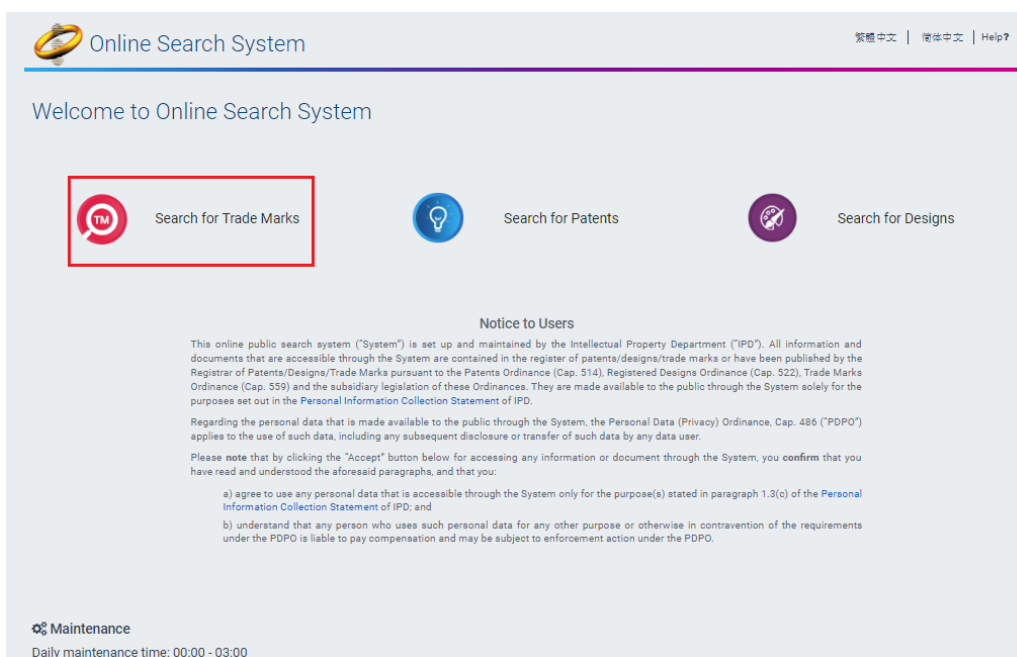 Online Search System
繁體中文 | 简体中文 | Help?
Welcome to Online Search System
TM
Search for Trade Marks
Search for Patents
Search for Designs
Notice to Users
This online public search system ("System") is set up and maintained by the Intellectual Property Department ("IPD"). All information and
documents that are accessible through the System are contained in the register of patents/designs/trade marks or have been published by the
Registrar of Patents/Designs/Trade Marks pursuant to the Patents Ordinance (Cap. 514), Registered Designs Ordinance (Cap. 522), Trade Marks
Ordinance (Cap. 559) and the subsidiary legislation of these Ordinances. They are made available to the public through the System solely for the
purposes set out in the Personal Information Collection Statement of IPD.
Regarding the personal data that is made available to the public through the System, the Personal Data (Privacy) Ordinance, Cap. 486 ("PDPO")
applies to the use of such data, including any subsequent disclosure or transfer of such data by any data user.
Please note that by clicking the "Accept" button below for accessing any information or document through the System, you confirm that you
have read and understood the aforesaid paragraphs, and that you:
a) agree to use any personal data that is accessible through the System only for the purpose(s) stated in paragraph 1.3(c) of the Personal
Information Collection Statement of IPD; and
b) understand that any person who uses such personal data for any other purpose or otherwise in contravention of the requirements
under the PDPO is liable to pay compensation and may be subject to enforcement action under the PDPO.
Maintenance
Daily maintenance time: 00:00 - 03:00